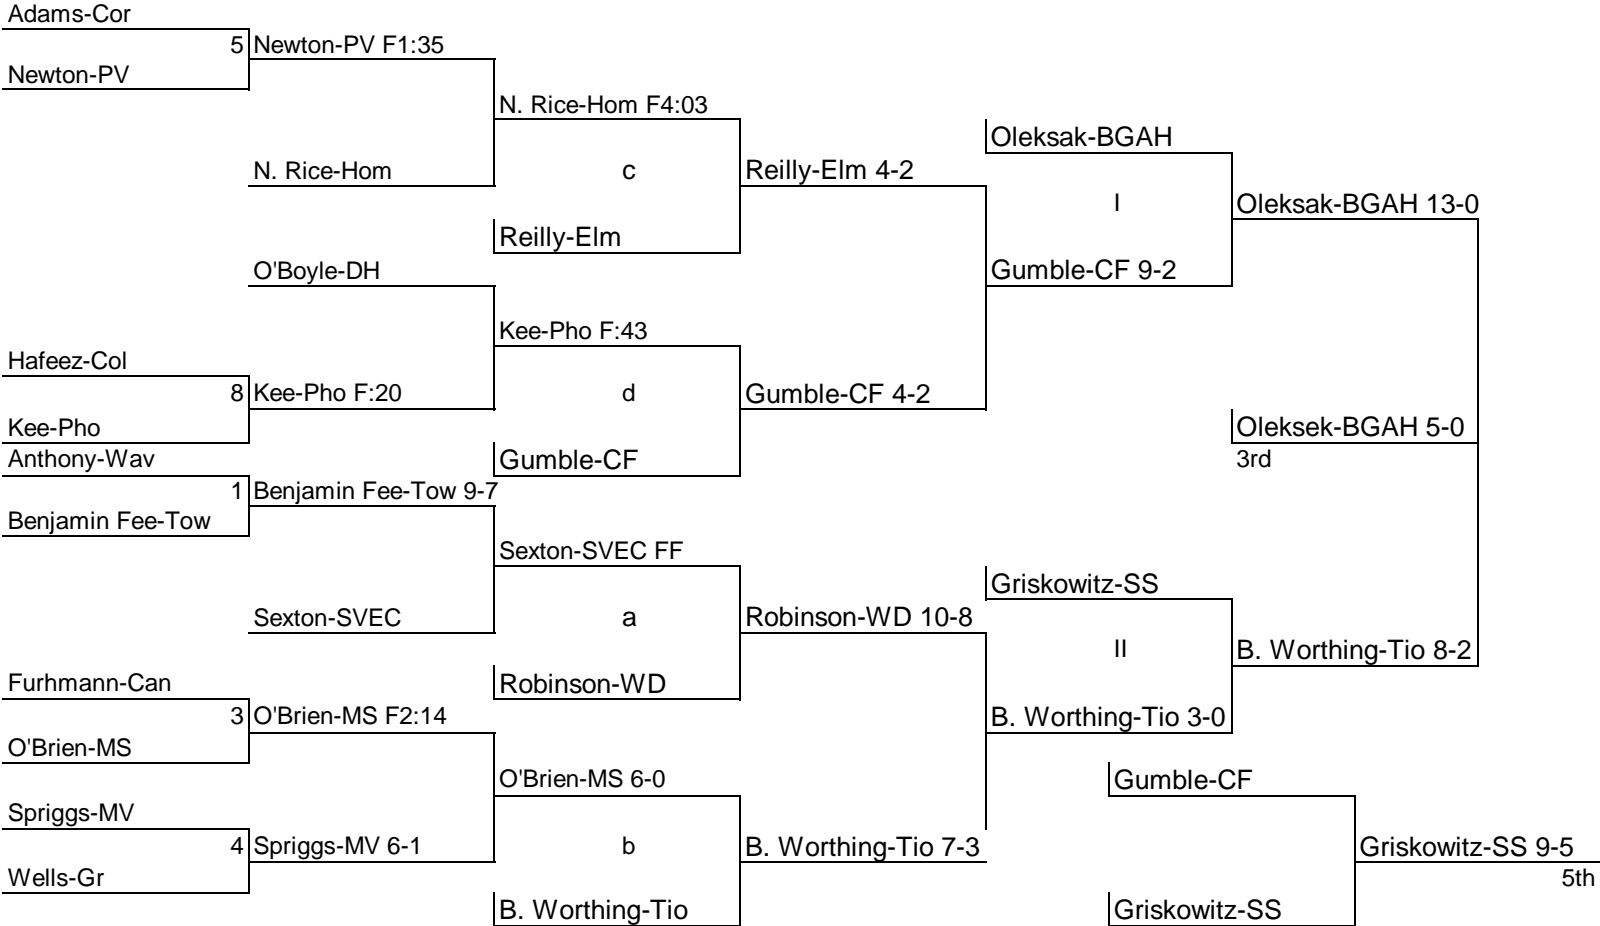 Adams-Cor
5 Newton-PV F1:35
Newton-PV
N. Rice-Hom F4:03
Oleksak-BGAH
N. Rice-Hom
c
Reilly-Elm 4-2
I
Oleksak-BGAH 13-0
Reilly-Elm
O'Boyle-DH
Gumble-CF 9-2
Kee-Pho F:43
Hafeez-Col
8 Kee-Pho F:20
d
Gumble-CF 4-2
Kee-Pho
Oleksek-BGAH 5-0
Anthony-Wav
Gumble-CF
3rd
1 Benjamin Fee-Tow 9-7
Benjamin Fee-Tow
Sexton-SVEC FF
Griskowitz-SS
Sexton-SVEC
a
Robinson-WD 10-8
II
B. Worthing-Tio 8-2
Furhmann-Can
Robinson-WD
3 O'Brien-MS F2:14
B. Worthing-Tio 3-0
O'Brien-MS
O'Brien-MS 6-0
Gumble-CF
Spriggs-MV
4 Spriggs-MV 6-1
b
B. Worthing-Tio 7-3
Griskowitz-SS 9-5
Wells-Gr
5th
B. Worthing-Tio
Griskowitz-SS